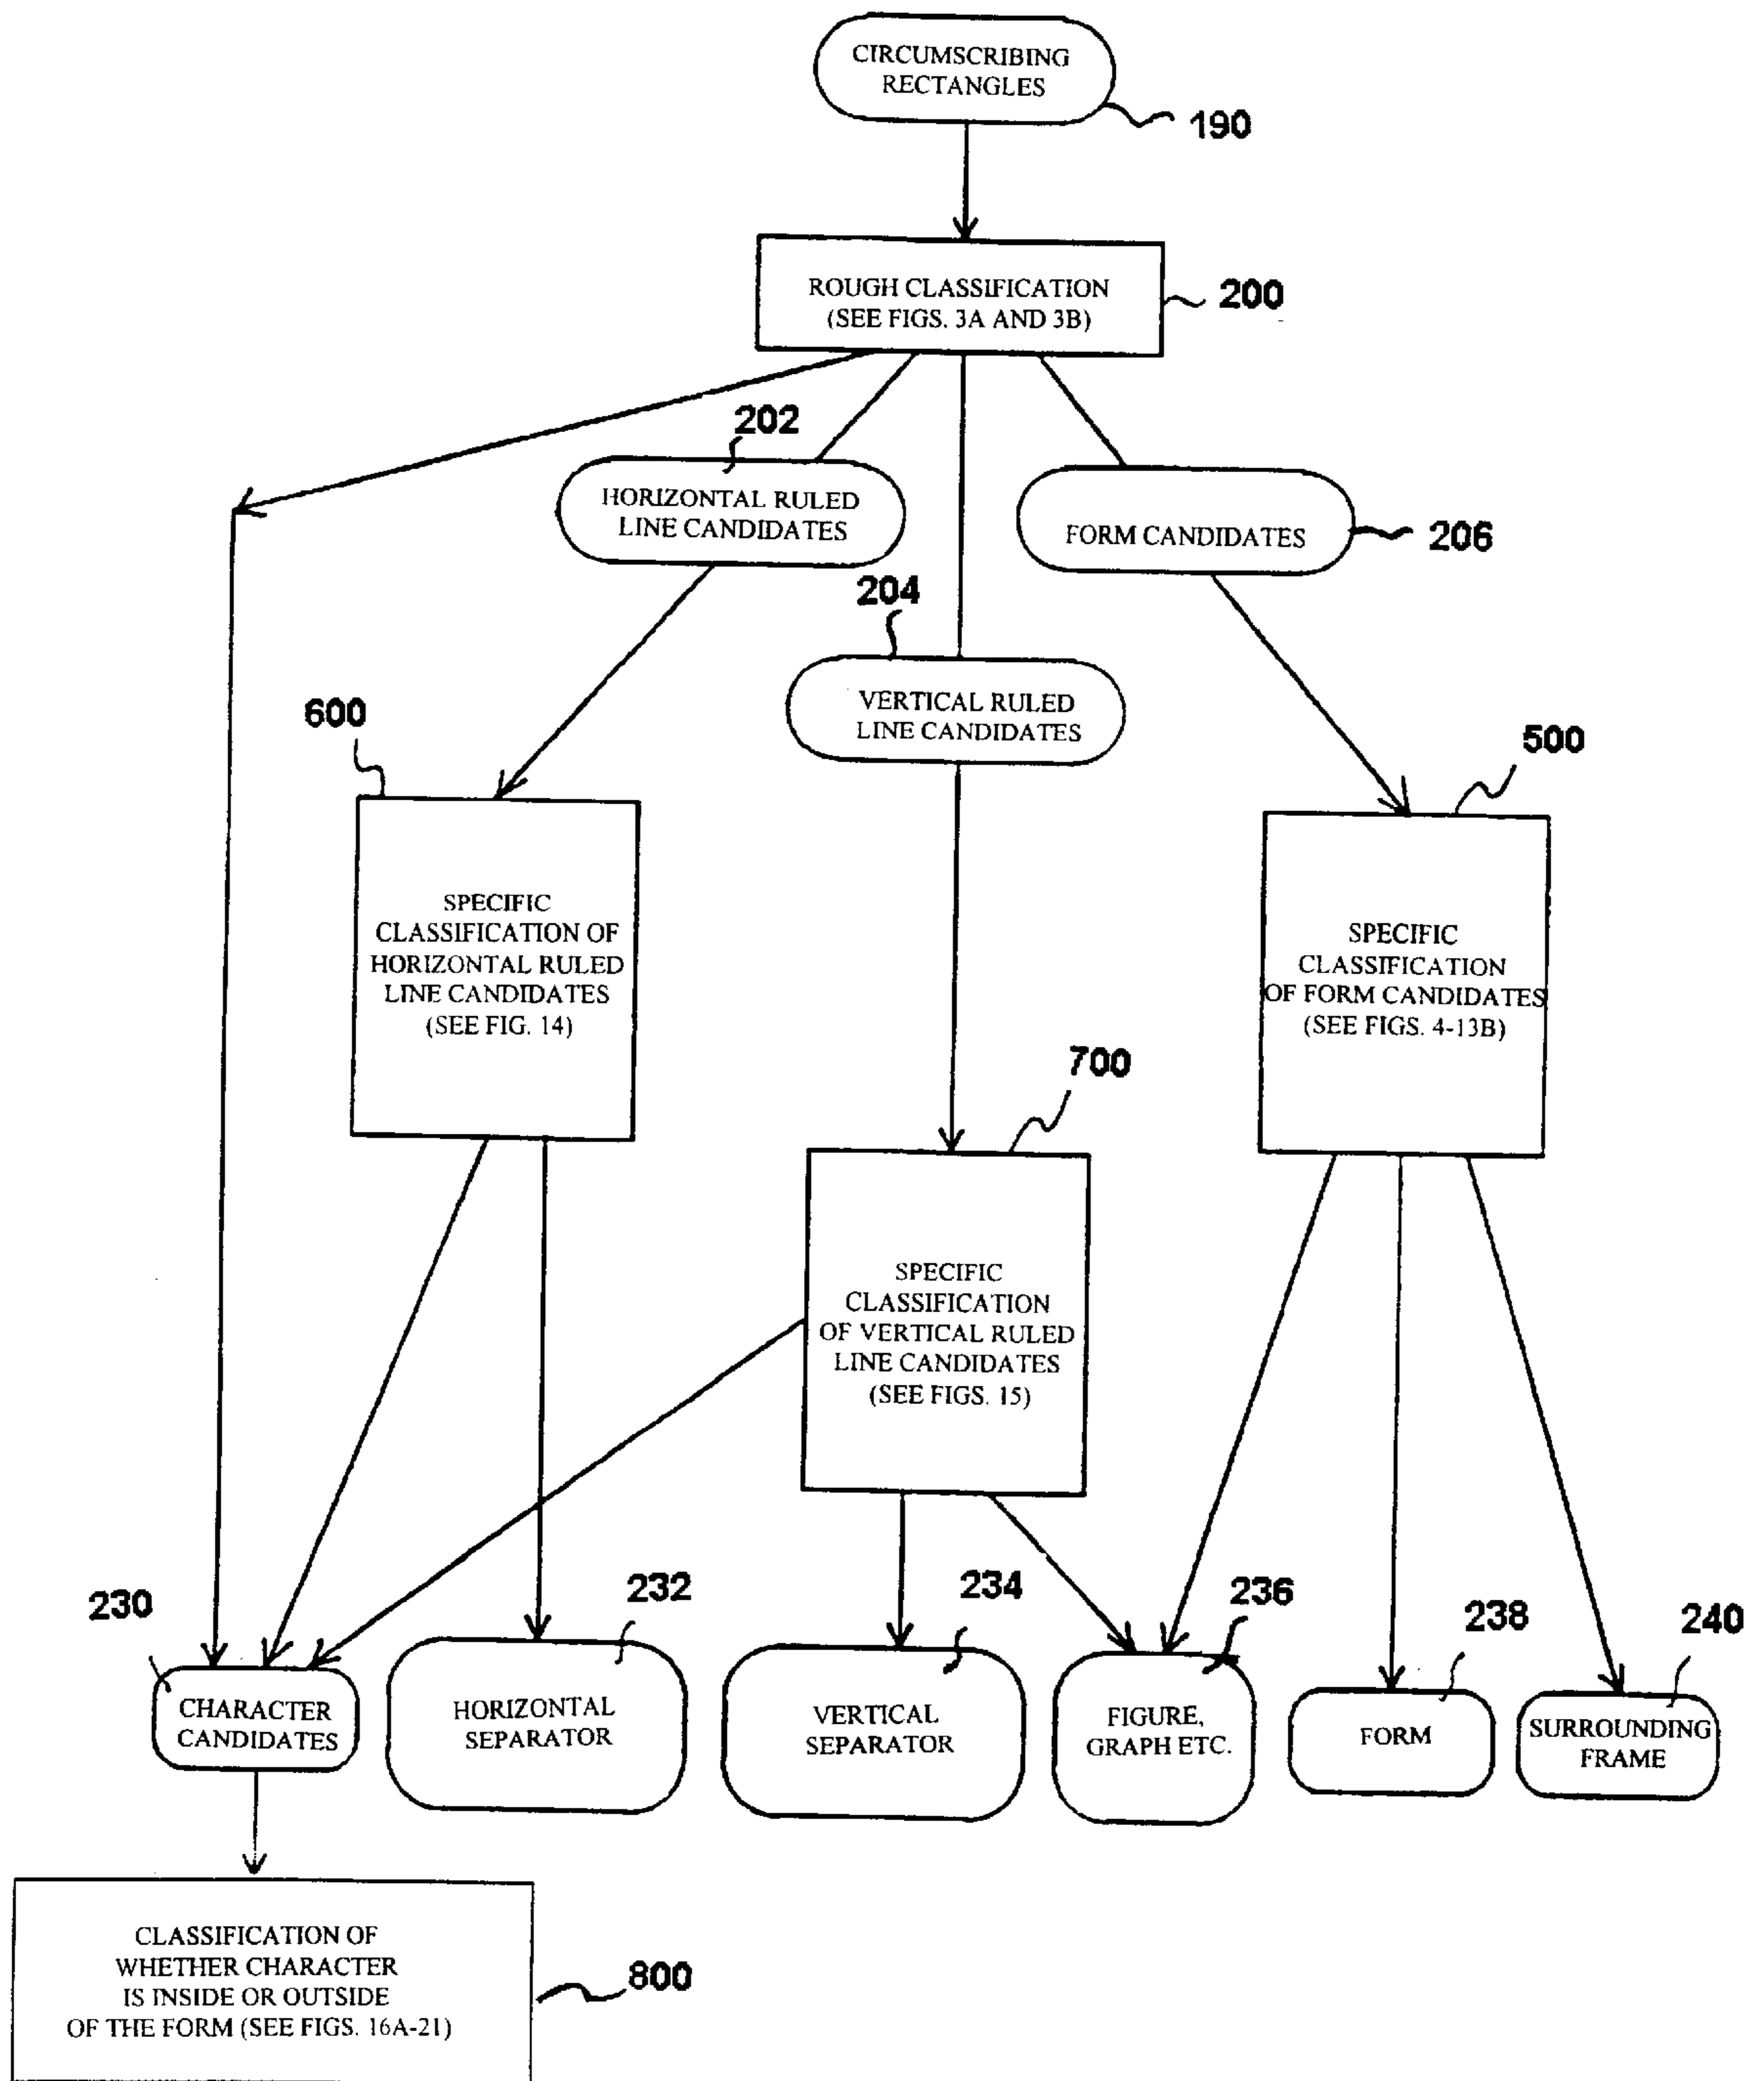 CIRCUMSCRIBING
RECTANGLES
190
ROUGH CLASSIFICATION
(SEE FIGS. 3A AND 3B)
200
202
HORIZONTAL RULED
LINE CANDIDATES
FORM CANDIDATES
206
204
VERTICAL RULED
LINE CANDIDATES
600
500
SPECIFIC
CLASSIFICATION OF
HORIZONTAL RULED
LINE CANDIDATES
(SEE FIG. 14)
SPECIFIC
CLASSIFICATION
OF FORM CANDIDATES
(SEE FIGS. 4-13B)
700
SPECIFIC
CLASSIFICATION
OF VERTICAL RULED
LINE CANDIDATES
(SEE FIGS. 15)
230
232
234
236
238
240
CHARACTER
CANDIDATES
HORIZONTAL
SEPARATOR
VERTICAL
SEPARATOR
FIGURE,
GRAPH ETC.
FORM
SURROUNDING
FRAME
CLASSIFICATION OF
WHETHER CHARACTER
IS INSIDE OR OUTSIDE
OF THE FORM (SEE FIGS. 16A-21)
800